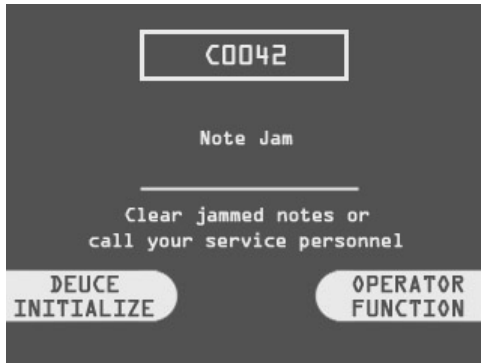 C0042
Note Jam
Clear jammed notes or
call your service personnel
DEUCE
INITIALIZE
OPERATOR
FUNCTION